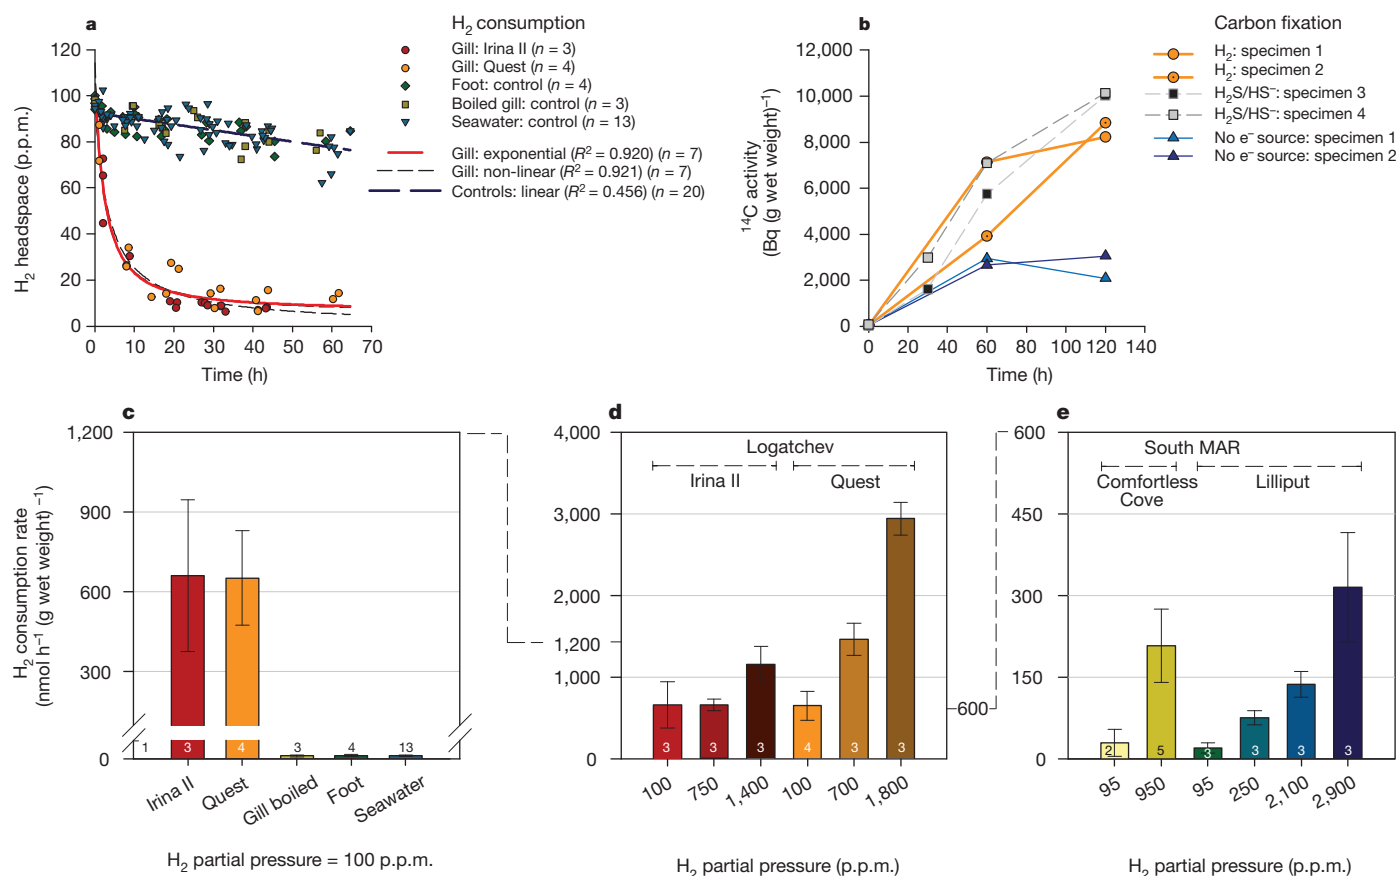 a
H₂ consumption
Gill: Irina II (n = 3)
Gill: Quest (n = 4)
Foot: control (n = 4)
Boiled gill: control (n = 3)
Seawater: control (n = 13)
Gill: exponential (R² = 0.920) (n = 7)
Gill: non-linear (R² = 0.921) (n = 7)
Controls: linear (R² = 0.456) (n = 20)
H₂ headspace (p.p.m.)
120
100
80
60
40
20
0
0 10 20 30 40 50 60 70
Time (h)
b
Carbon fixation
H₂: specimen 1
H₂: specimen 2
H₂S/HS⁻: specimen 3
H₂S/HS⁻: specimen 4
No e⁻ source: specimen 1
No e⁻ source: specimen 2
¹⁴C activity
(Bq (g wet weight)⁻¹)
12,000
10,000
8,000
6,000
4,000
2,000
0
0 20 40 60 80 100 120 140
Time (h)
c
H₂ consumption rate
(nmol h⁻¹ (g wet weight)⁻¹)
1,200
900
600
300
0
1 3 4 3 4 13
Irina II
Quest
Gill boiled
Foot
Seawater
H₂ partial pressure = 100 p.p.m.
d
4,000
3,000
2,000
1,200
1,000
0
Logatchev
Irina II
Quest
3 3 3 4 3 3
100 750 1,400 100 700 1,800
H₂ partial pressure (p.p.m.)
600
e
600
450
300
150
0
South MAR
Comfortless
Cove
Lilliput
2 5 3 3 3 3
95 950 95 250 2,100 2,900
H₂ partial pressure (p.p.m.)